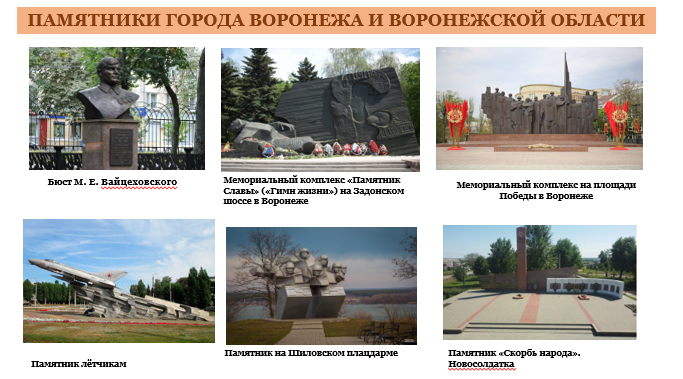 ПАМЯТНИКИ ГОРОДА ВОРОНЕЖА И ВОРОНЕЖСКОЙ ОБЛАСТИ
Бюст М. Е. Вайцеховского
Мемориальный комплекс «Памятник
Славы» («Гимн жизни») на Задонском
шоссе в Воронеже
Мемориальный комплекс на площади
Победы в Воронеже
Памятник лётчикам
Памятник на Шиловском плацдарме
Памятник «Скорбь народа».
Новосолдатка